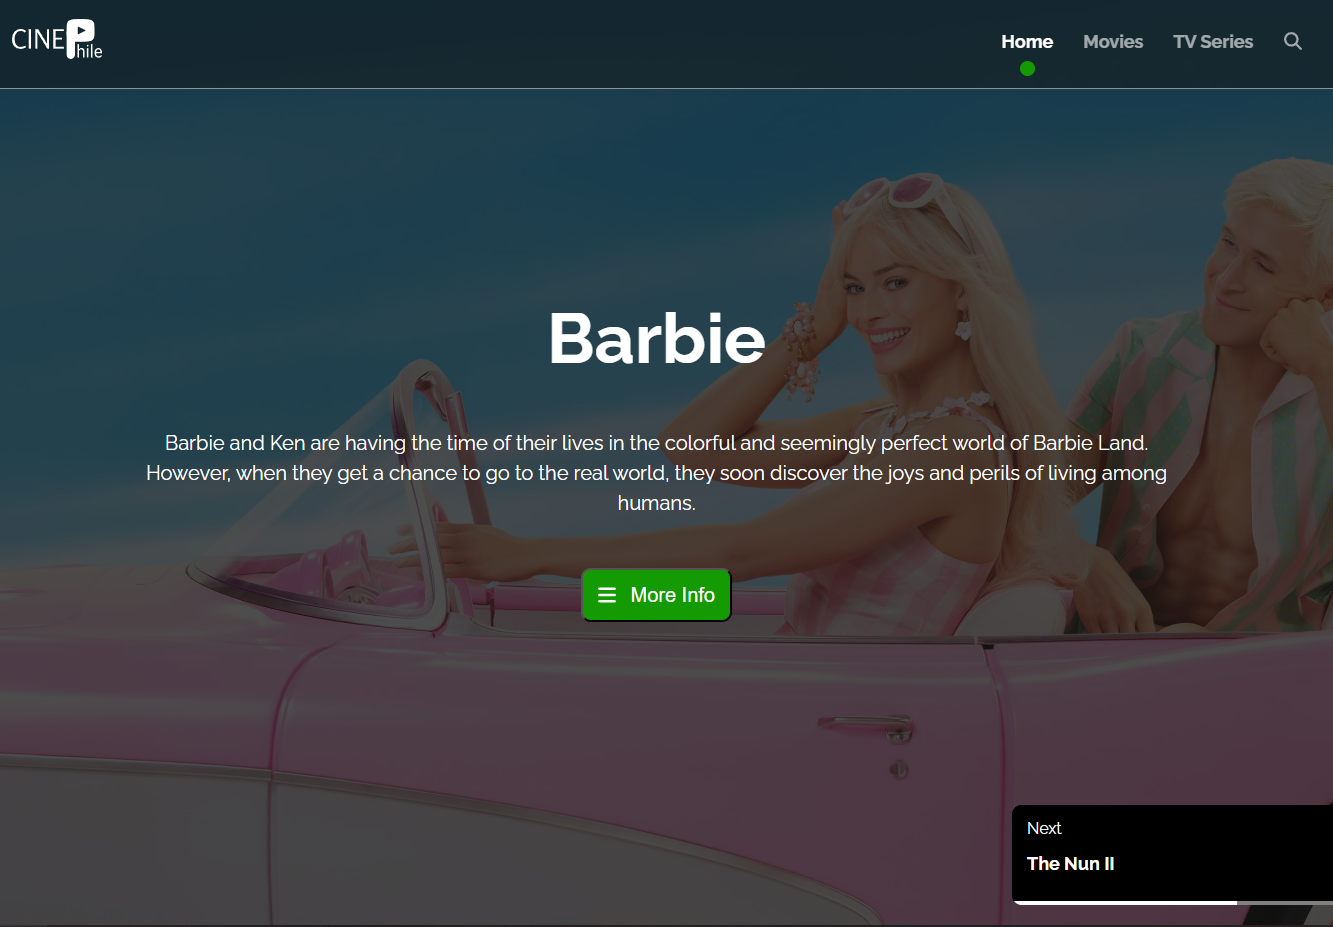 CINEPhile
Home Movies TV Series
Barbie
Barbie and Ken are having the time of their lives in the colorful and seemingly perfect world of Barbie Land.
However, when they get a chance to go to the real world, they soon discover the joys and perils of living among
humans.
More Info
Next
The Nun II